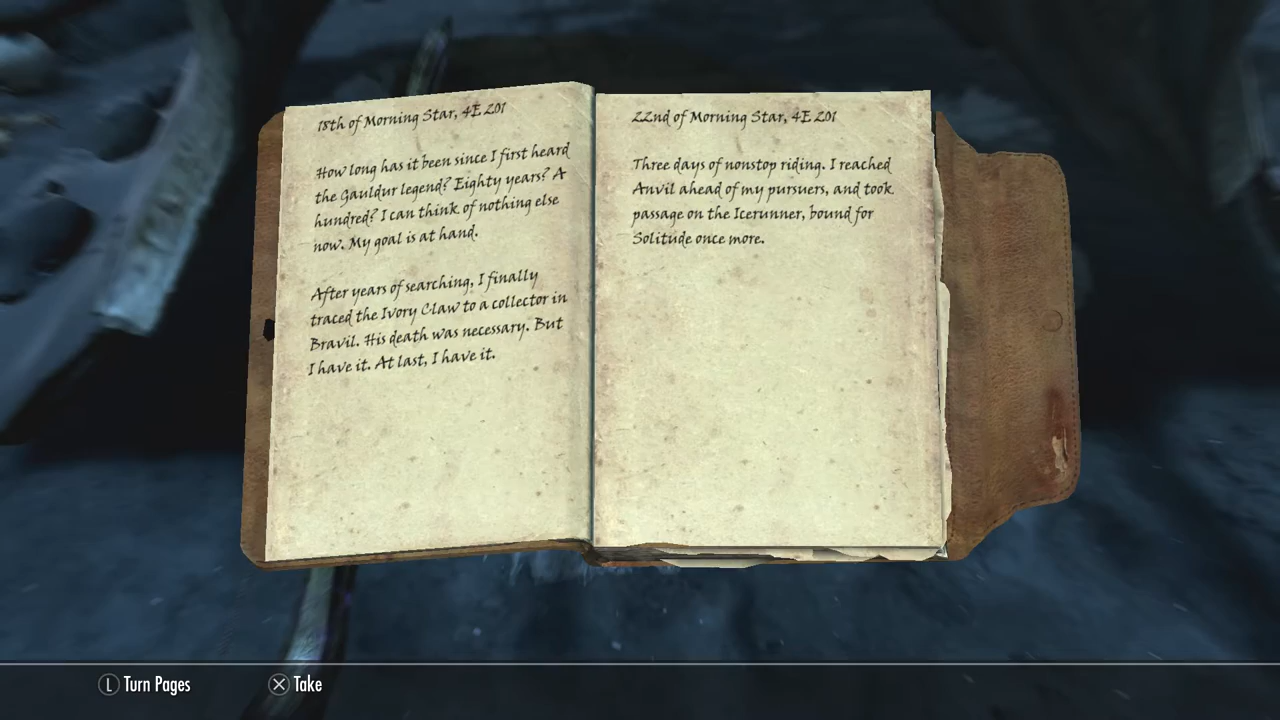 18th of Morning Star, 4E 201
How long has it been since I first heard
the Gauldur legend? Eighty years? A
hundred? I can think of nothing else
now. My goal is at hand.
After years of searching, I finally
traced the Ivory Claw to a collector in
Bravil. His death was necessary. But
I have it. At last, I have it.
22nd of Morning Star, 4E 201
Three days of nonstop riding. I reached
Anvil ahead of my pursuers, and took
passage on the Icerunner, bound for
Solitude once more.
L Turn Pages
X Take